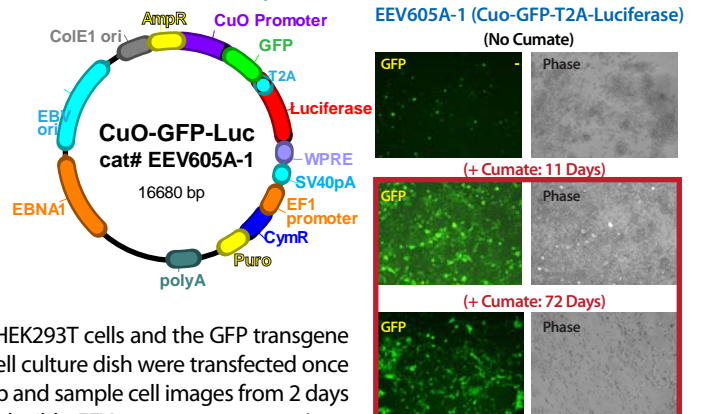 AmpR
CuO Promoter
ColE1 ori
GFP
T2A
Luciferase
EBV
ori
CuO-GFP-Luc
cat# EEV605A-1
16680 bp
WPRE
SV40pA
EBNA1
EF1
promoter
CymR
Puro
polyA
HEK293T cells and the GFP transgene
cell culture dish were transfected once
and sample cell images from 2 days
EEV605A-1 (Cuo-GFP-T2A-Luciferase)
(No Cumate)
GFP
-
Phase
(+ Cumate: 11 Days)
GFP
Phase
(+ Cumate: 72 Days)
GFP
Phase